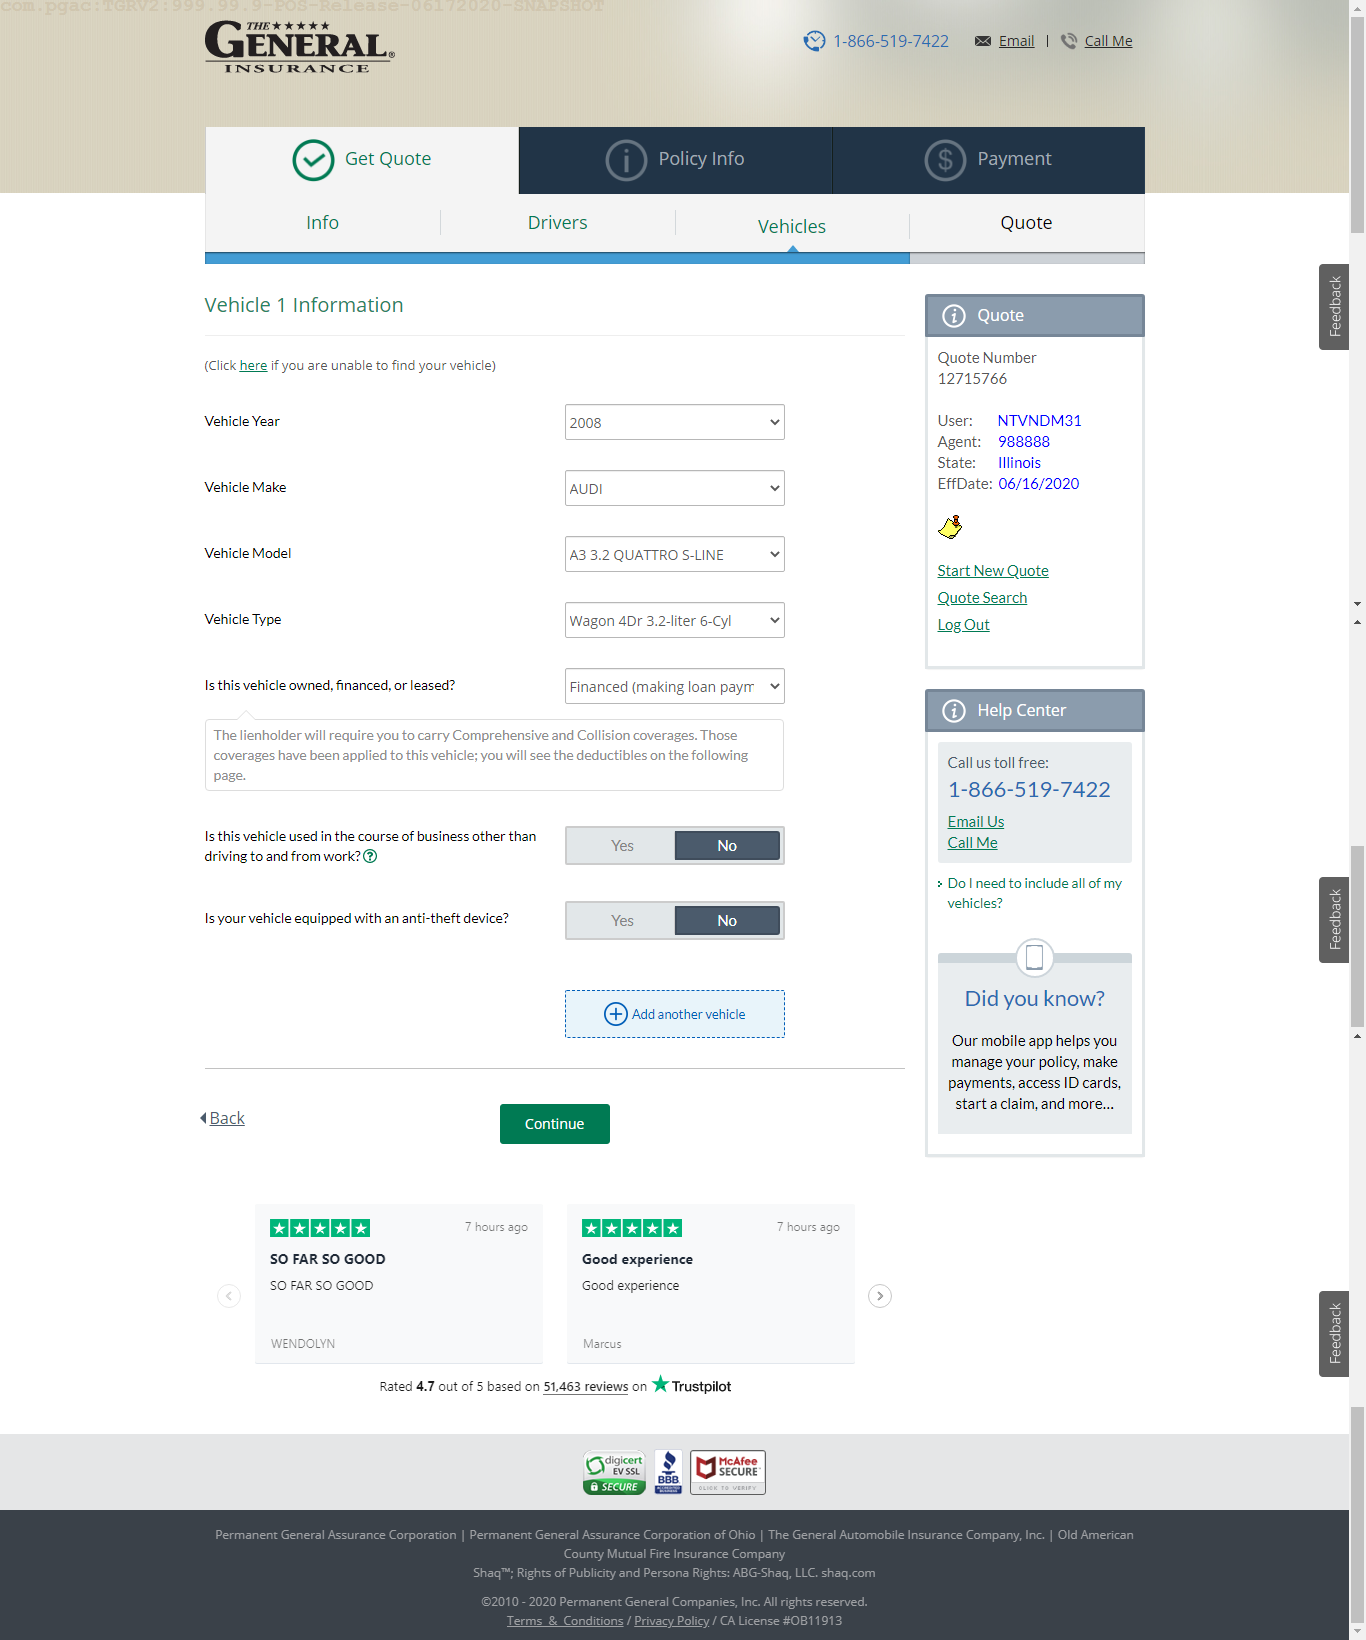 com.pgac:TGRV2:999.99.9-POS-Release-06172020-SNAPSHOT
THE
GENERAL®
INSURANCE
1-866-519-7422
Email | Call Me
Get Quote
Policy Info
Payment
Info
Drivers
Vehicles
Quote
Vehicle 1 Information
(Click here if you are unable to find your vehicle)
Vehicle Year
2008
Vehicle Make
AUDI
Vehicle Model
A3 3.2 QUATTRO S-LINE
Vehicle Type
Wagon 4Dr 3.2-liter 6-Cyl
Is this vehicle owned, financed, or leased?
Financed (making loan paym
The lienholder will require you to carry Comprehensive and Collision coverages. Those
coverages have been applied to this vehicle; you will see the deductibles on the following
page.
Is this vehicle used in the course of business other than
driving to and from work? ?
Yes
No
Is your vehicle equipped with an anti-theft device?
Yes
No
Add another vehicle
Back
Continue
Quote
Quote Number
12715766
User: NTVNDM31
Agent: 988888
State: Illinois
EffDate: 06/16/2020
Start New Quote
Quote Search
Log Out
Help Center
Call us toll free:
1-866-519-7422
Email Us
Call Me
Do I need to include all of my
vehicles?
Did you know?
Our mobile app helps you
manage your policy, make
payments, access ID cards,
start a claim, and more...
Feedback
Feedback
Feedback
7 hours ago
SO FAR SO GOOD
SO FAR SO GOOD
WENDOLYN
7 hours ago
Good experience
Good experience
Marcus
Rated 4.7 out of 5 based on 51,463 reviews on Trustpilot
digicert
EV SSL
SECURE
BBB
ACCREDITED
BUSINESS
McAfee
SECURE
CLICK TO VERIFY
Permanent General Assurance Corporation | Permanent General Assurance Corporation of Ohio | The General Automobile Insurance Company, Inc. | Old American
County Mutual Fire Insurance Company
Shaq™; Rights of Publicity and Persona Rights: ABG-Shaq, LLC. shaq.com
©2010 - 2020 Permanent General Companies, Inc. All rights reserved.
Terms & Conditions / Privacy Policy / CA License #OB11913